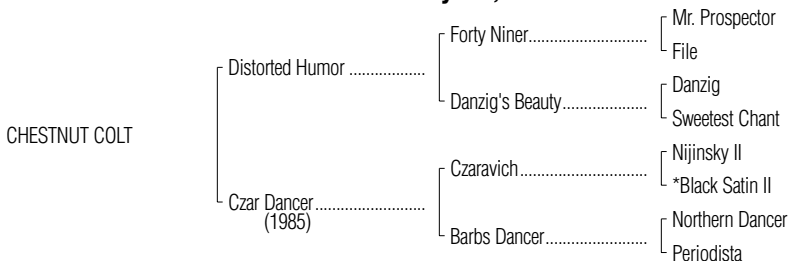 Mr. Prospector
Forty Niner..............................
File
Distorted Humor ..................
Danzig
Danzig's Beauty......................
Sweetest Chant
CHESTNUT COLT
Nijinsky II
Czaravich.................................
*Black Satin II
Czar Dancer...........................
(1985)
Northern Dancer
Barbs Dancer..........................
Periodista